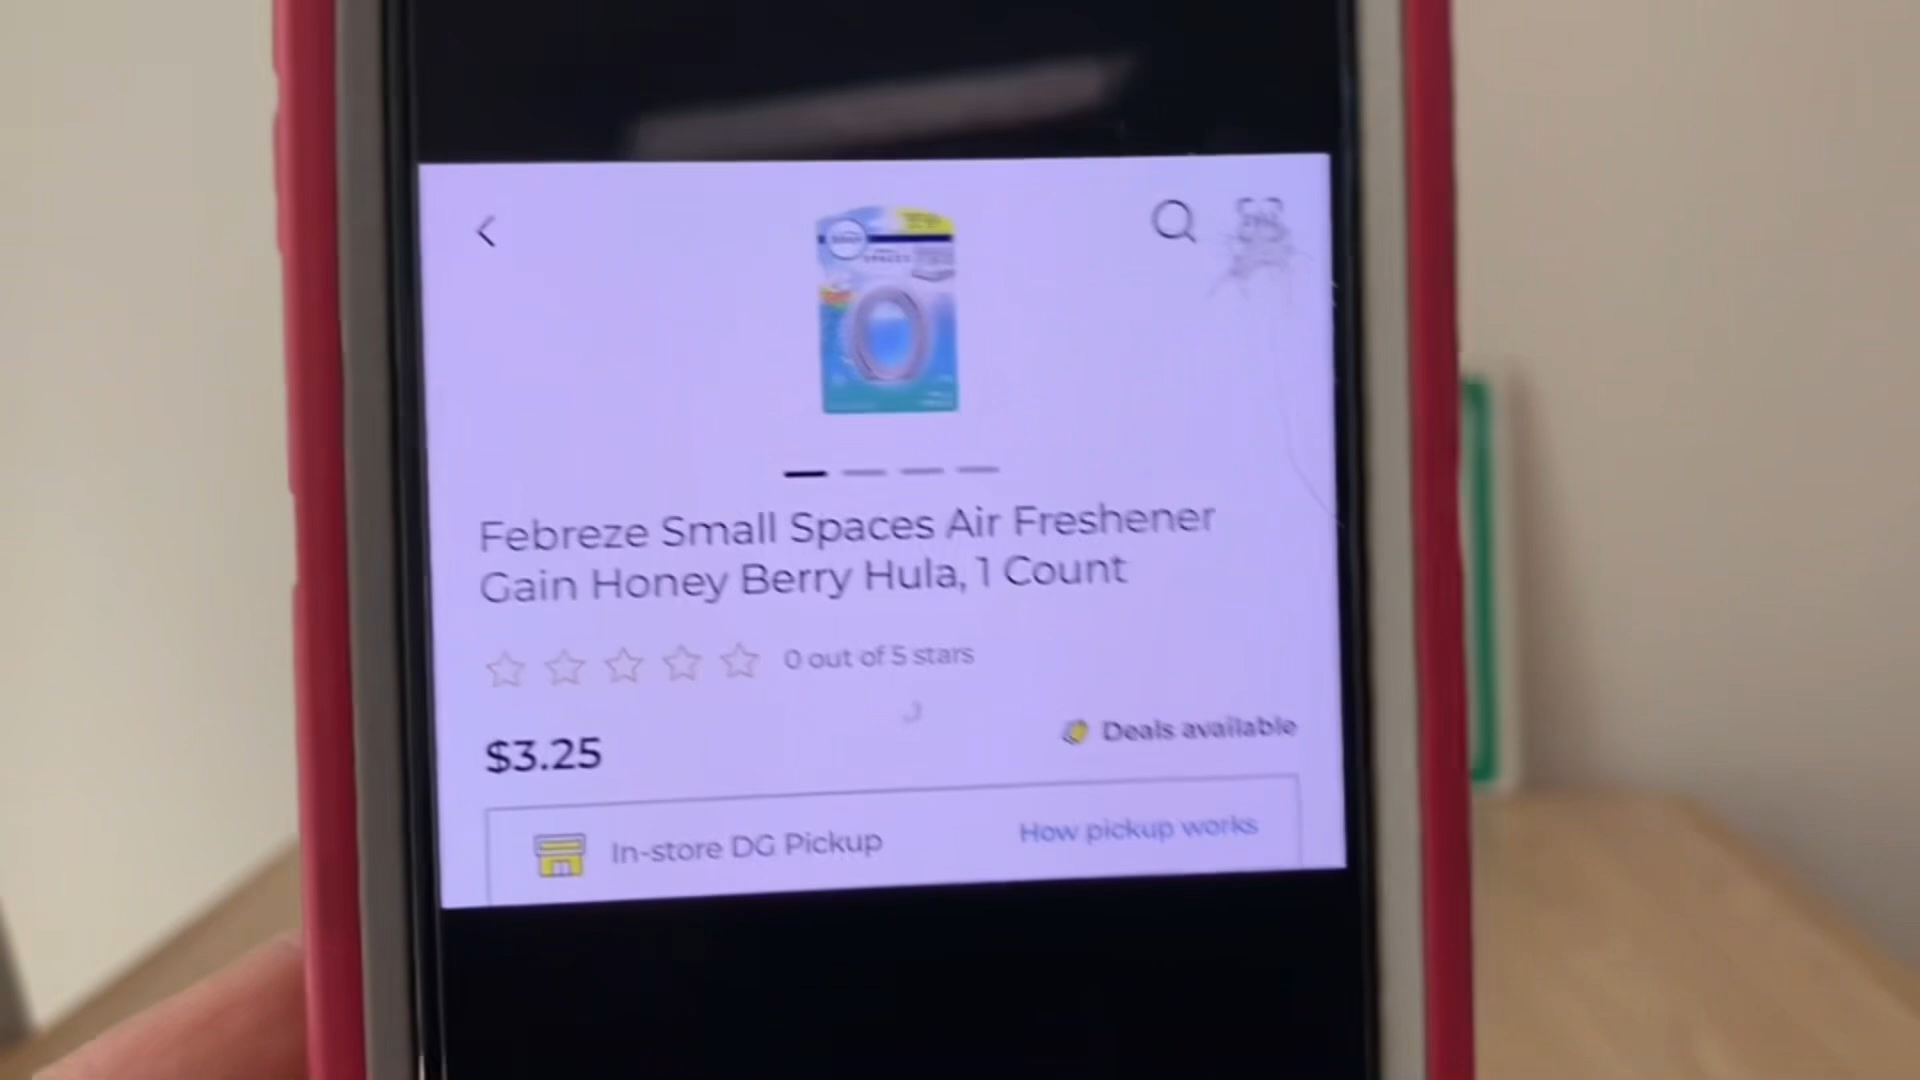 Febreze Small Spaces Air Freshener
Gain Honey Berry Hula, 1 Count
0 out of 5 stars
$3.25
Deals available
In-store DG Pickup
How pickup works